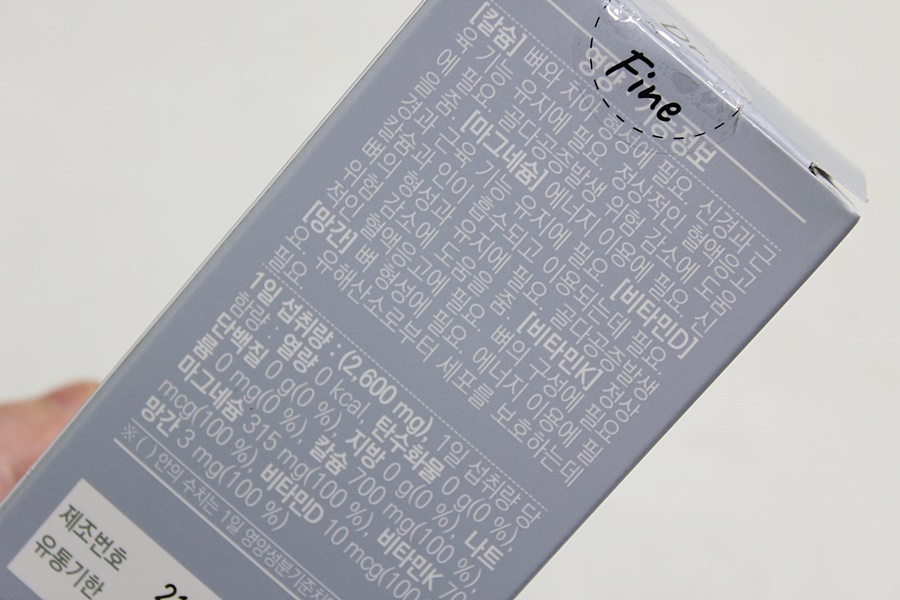 Dr.
Fine
영양·기능정보
[칼슘] 뼈와 치아 형성에 필요, 신경과 근
육 기능 유지에 필요, 정상적인 혈액응고
에 필요, 골다공증발생 위험 감소에 도움
을 줌 [마그네슘] 에너지 이용에 필요, 신
경과 근육 기능 유지에 필요 [비타민D]
칼슘과 인이 흡수되고 이용되는데 필요,
뼈의 형성과 유지에 필요, 골다공증발생
위험 감소에 도움을 줌 [비타민K] 정상
적인 혈액응고에 필요, 뼈의 구성에 필요
[망간] 뼈 형성에 필요, 에너지 이용에 필
요, 유해산소로부터 세포를 보호하는데
필요
1일 섭취량 : (2,600 mg), 1일 섭취량 당
함량 : 열량 0 kcal, 탄수화물 0 g(0 %),
단백질 0 g(0 %), 지방 0 g(0 %), 나트
륨 0 mg(0 %), 칼슘 700 mg(100 %),
마그네슘 315 mg(100 %), 비타민K 70
mcg(100 %), 비타민D 10 mcg(100
망간 3 mg(100 %)
※( ) 안의 수치는 1일 영양성분기준치
제조번호
유통기한